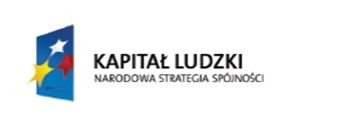 KAPITAŁ LUDZKI
NARODOWA STRATEGIA SPÓJNOŚCI